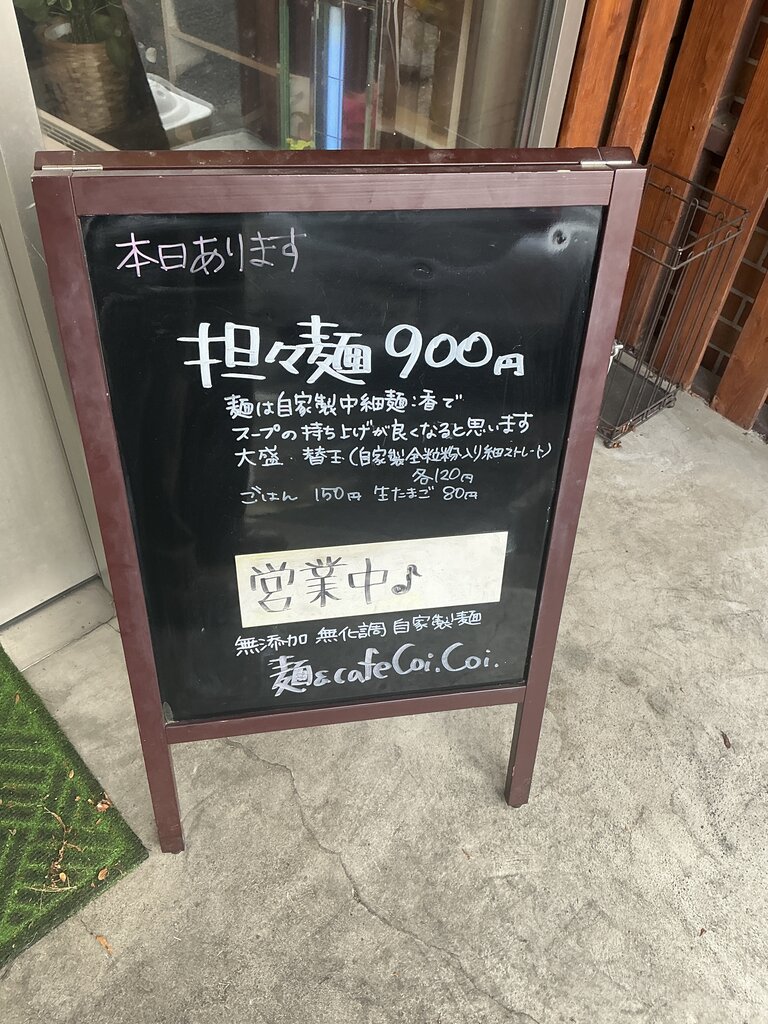 本日あります
担々麺 900円
麺は自家製中細麺:香で
スープの持ち上げが良くなると思います
大盛・替玉(自家製全粒粉入り細ストレート)
各120円
ごはん 150円 生たまご 80円
営業中♪
無添加 無化調 自家製麺
麺&cafe Coi.Coi.